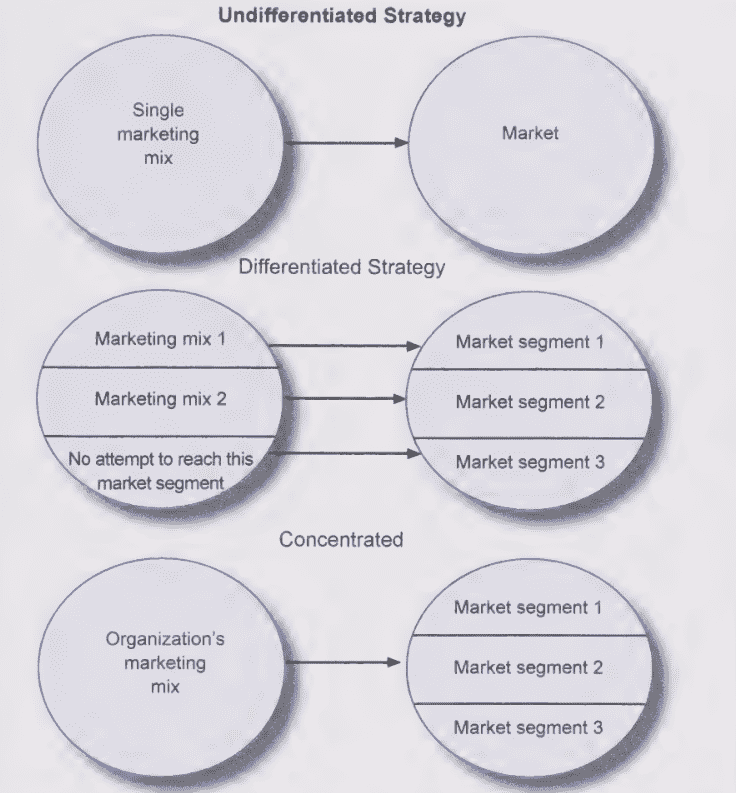 Undifferentiated Strategy
Single
marketing
mix
Market
Differentiated Strategy
Marketing mix 1
Market segment 1
Marketing mix 2
Market segment 2
No attempt to reach this
market segment
Market segment 3
Concentrated
Organization's
marketing
mix
Market segment 1
Market segment 2
Market segment 3